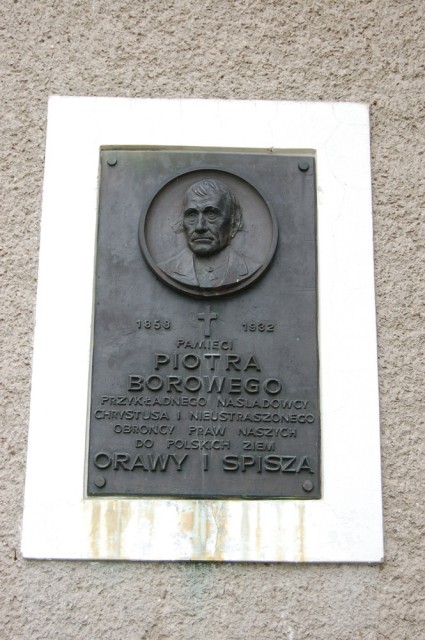 1858 1932
PAMIĘCI
PIOTRA
BOROWEGO
PRZYKŁADNEGO NAŚLADOWCY
CHRYSTUSA I NIEUSTRASZONEGO
OBROŃCY PRAW NASZYCH
DO POLSKICH ZIEM
ORAWY I SPISZA